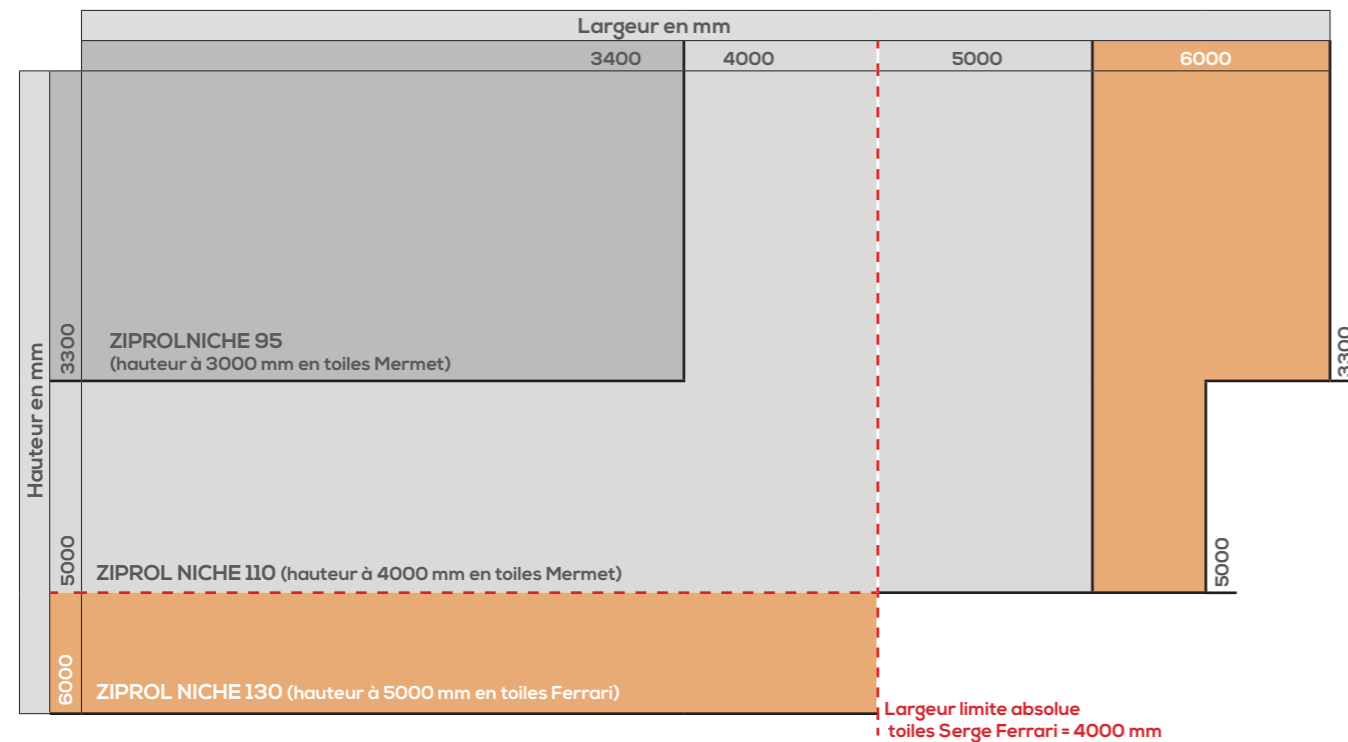 Largeur en mm
3400 4000 5000 6000
Hauteur en mm
3300
ZIPROLNICHE 95
(hauteur à 3000 mm en toiles Mermet)
3300
5000
ZIPROL NICHE 110 (hauteur à 4000 mm en toiles Mermet)
5000
6000
ZIPROL NICHE 130 (hauteur à 5000 mm en toiles Ferrari)
Largeur limite absolue
toiles Serge Ferrari = 4000 mm